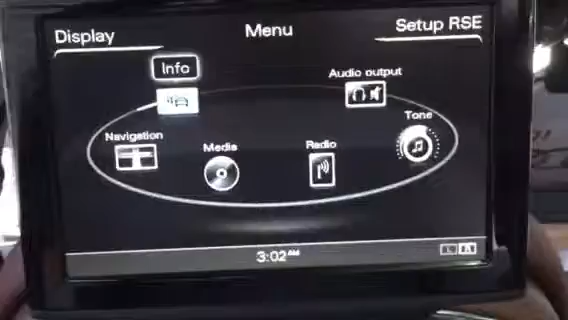 Display
Menu
Setup RSE
Info
Audio output
Navigation
Media
Radio
Tone
3:02 AM
L R